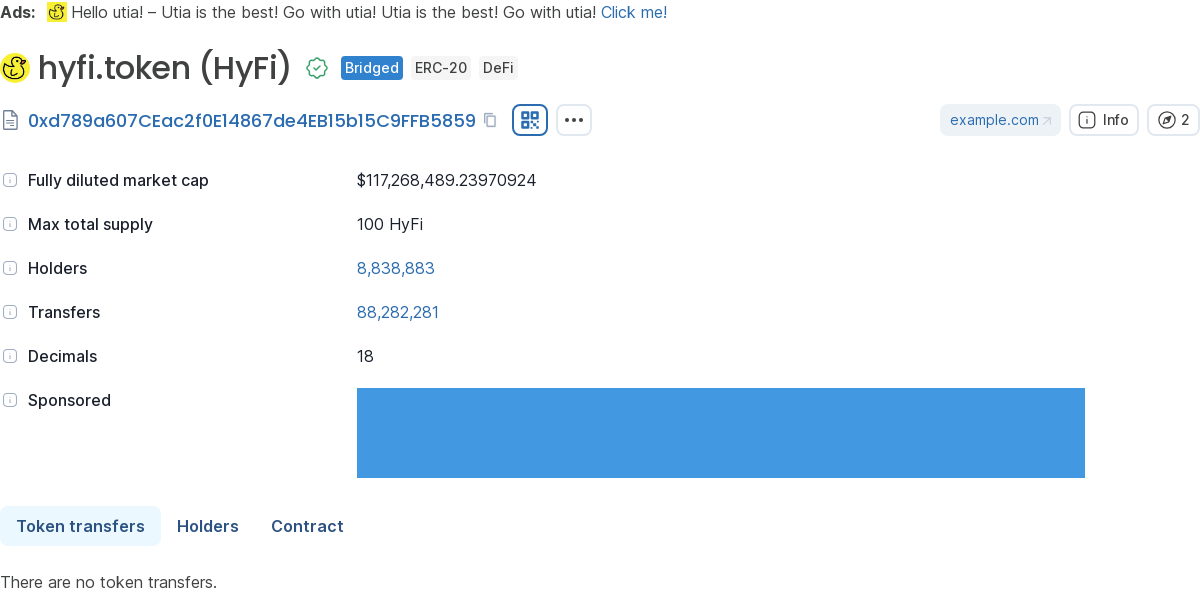 Ads: Hello utia! – Utia is the best! Go with utia! Utia is the best! Go with utia! Click me!
hyfi.token (HyFi) Bridged ERC-20 DeFi
0xd789a607CEac2f0E14867de4EB15b15C9FFB5859 example.com Info 2
Fully diluted market cap $117,268,489.23970924
Max total supply 100 HyFi
Holders 8,838,883
Transfers 88,282,281
Decimals 18
Sponsored
Token transfers Holders Contract
There are no token transfers.